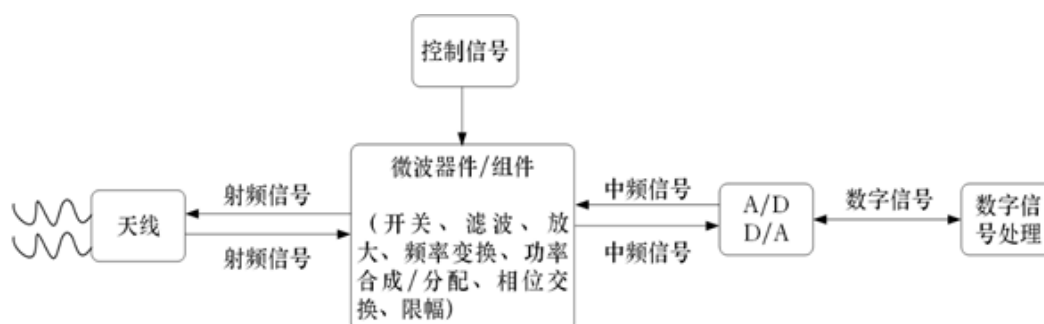 控制信号
微波器件/组件
(开关、滤波、放
大、频率变换、功率
合成/分配、相位交
换、限幅)
天线
射频信号
射频信号
中频信号
中频信号
A/D
D/A
数字信号
数字信
号处理